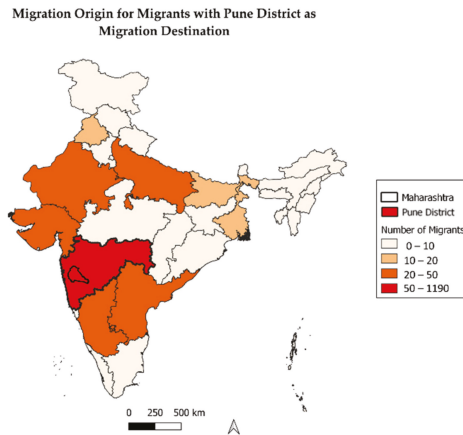 Migration Origin for Migrants with Pune District as
Migration Destination
Maharashtra
Pune District
Number of Migrants
0 – 10
10 – 20
20 – 50
50 – 1190
0 250 500 km